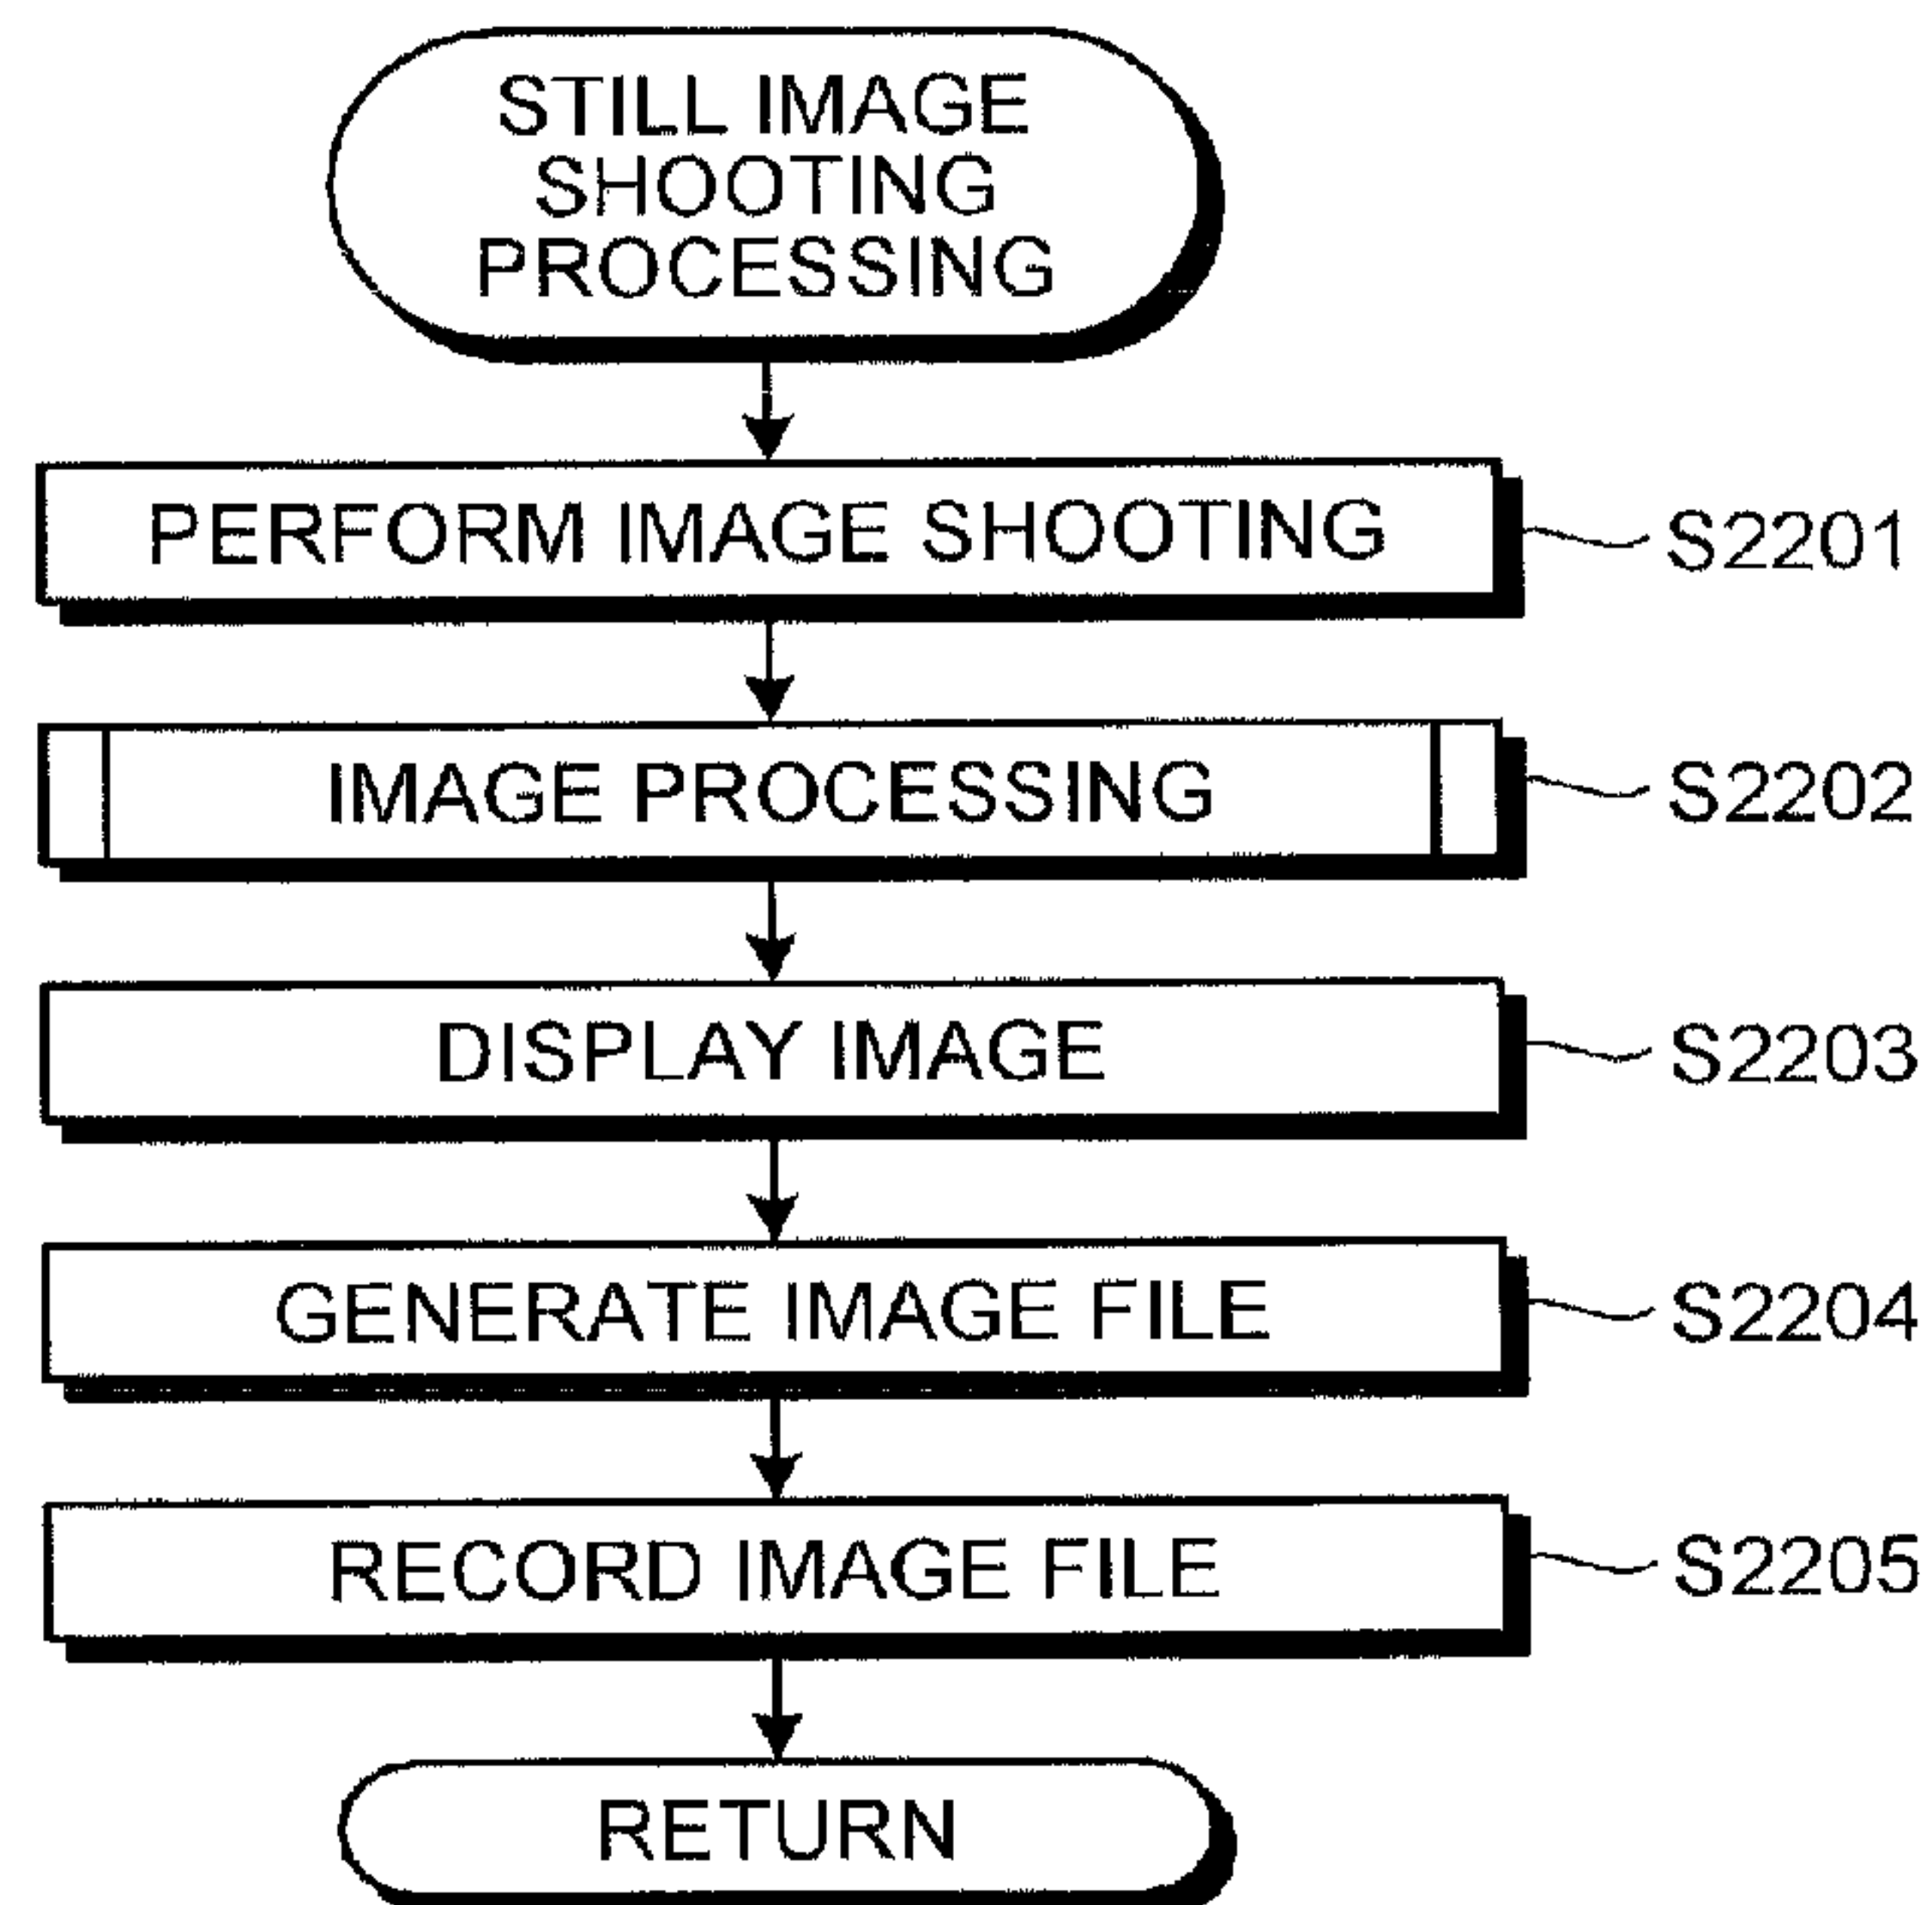 STILL IMAGE
SHOOTING
PROCESSING
PERFORM IMAGE SHOOTING
S2201
IMAGE PROCESSING
S2202
DISPLAY IMAGE
S2203
GENERATE IMAGE FILE
S2204
RECORD IMAGE FILE
S2205
RETURN